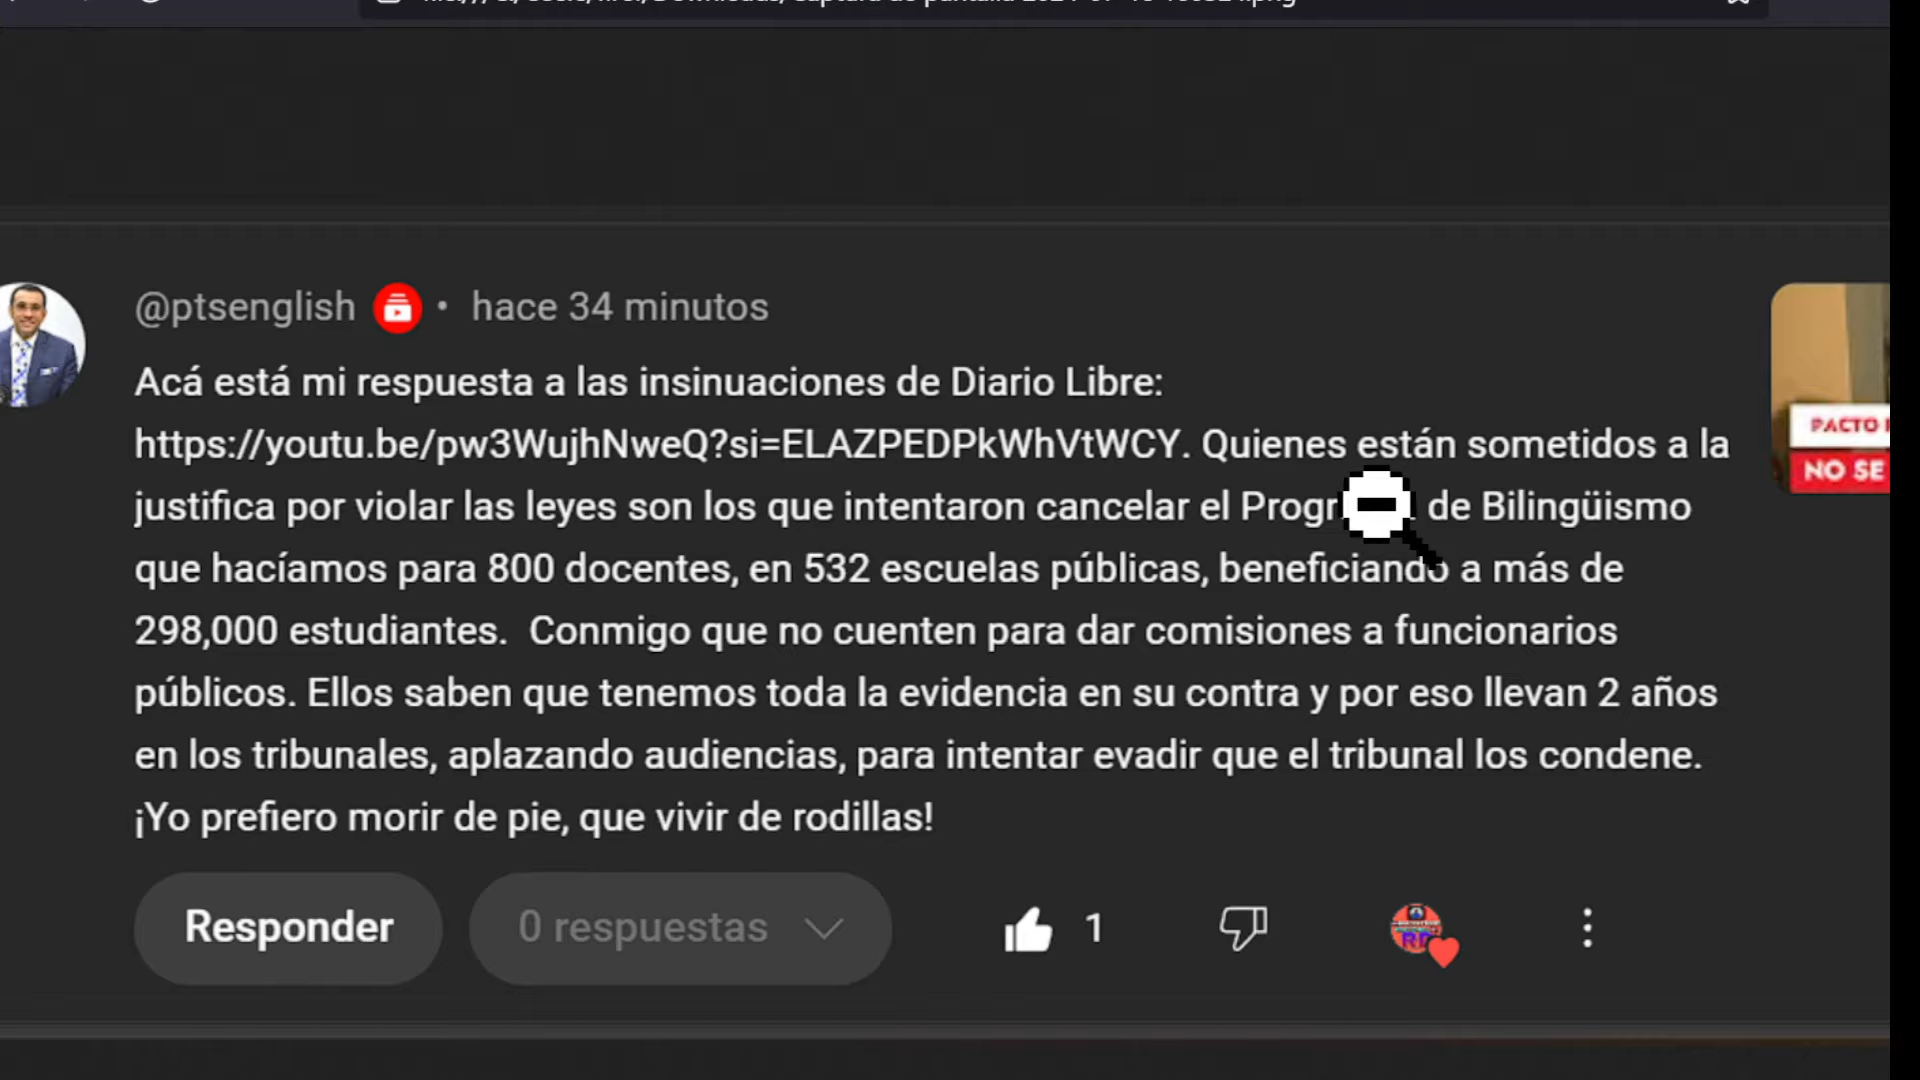 @ptsenglish • hace 34 minutos
Acá está mi respuesta a las insinuaciones de Diario Libre:
https://youtu.be/pw3WujhNweQ?si=ELAZPEDPkWhVtWCY. Quienes están sometidos a la
justifica por violar las leyes son los que intentaron cancelar el de Bilingüismo
que hacíamos para 800 docentes, en 532 escuelas públicas, beneficiando a más de
298,000 estudiantes. Conmigo que no cuenten para dar comisiones a funcionarios
públicos. Ellos saben que tenemos toda la evidencia en su contra y por eso llevan 2 años
en los tribunales, aplazando audiencias, para intentar evadir que el tribunal los condene.
¡Yo prefiero morir de pie, que vivir de rodillas!
PACTO
NO SE
Responder
0 respuestas
1